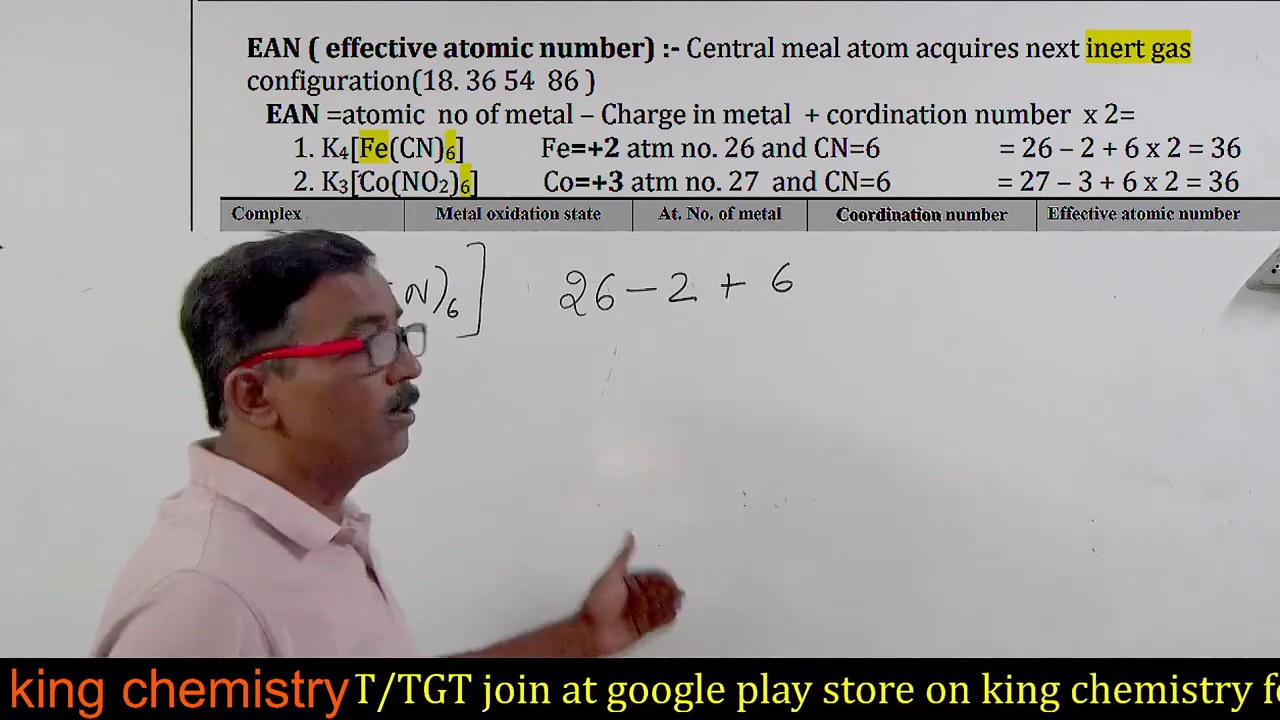 EAN ( effective atomic number) :- Central meal atom acquires next inert gas
configuration(18. 36 54 86 )
EAN =atomic no of metal – Charge in metal + cordination number x 2=
1. K₄[Fe(CN)₆] Fe=+2 atm no. 26 and CN=6 = 26 – 2 + 6 x 2 = 36
2. K₃[Co(NO₂)₆] Co=+3 atm no. 27 and CN=6 = 27 – 3 + 6 x 2 = 36
Complex Metal oxidation state At. No. of metal Coordination number Effective atomic number
N)₆] 26 – 2 + 6
king chemistry T/TGT join at google play store on king chemistry f